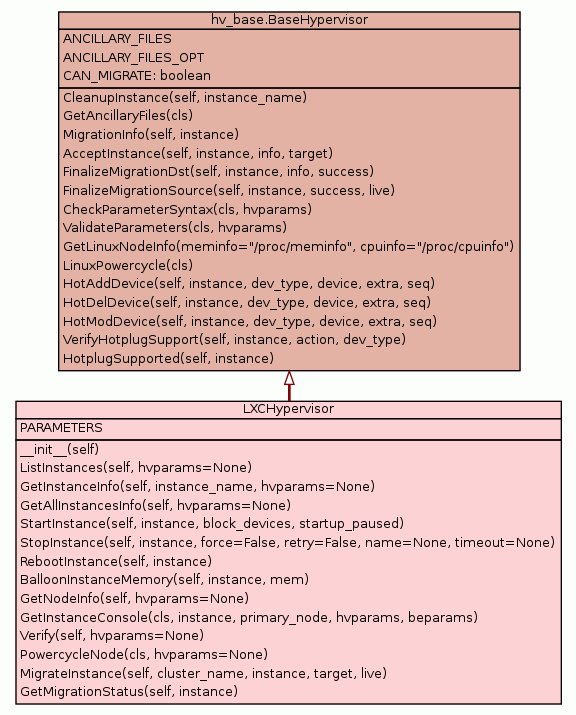 hv_base.BaseHypervisor
ANCILLARY_FILES
ANCILLARY_FILES_OPT
CAN_MIGRATE: boolean
CleanupInstance(self, instance_name)
GetAncillaryFiles(cls)
MigrationInfo(self, instance)
AcceptInstance(self, instance, info, target)
FinalizeMigrationDst(self, instance, info, success)
FinalizeMigrationSource(self, instance, success, live)
CheckParameterSyntax(cls, hvparams)
ValidateParameters(cls, hvparams)
GetLinuxNodeInfo(meminfo="/proc/meminfo", cpuinfo="/proc/cpuinfo")
LinuxPowercycle(cls)
HotAddDevice(self, instance, dev_type, device, extra, seq)
HotDelDevice(self, instance, dev_type, device, extra, seq)
HotModDevice(self, instance, dev_type, device, extra, seq)
VerifyHotplugSupport(self, instance, action, dev_type)
HotplugSupported(self, instance)
LXCHypervisor
PARAMETERS
__init__(self)
ListInstances(self, hvparams=None)
GetInstanceInfo(self, instance_name, hvparams=None)
GetAllInstancesInfo(self, hvparams=None)
StartInstance(self, instance, block_devices, startup_paused)
StopInstance(self, instance, force=False, retry=False, name=None, timeout=None)
RebootInstance(self, instance)
BalloonInstanceMemory(self, instance, mem)
GetNodeInfo(self, hvparams=None)
GetInstanceConsole(cls, instance, primary_node, hvparams, beparams)
Verify(self, hvparams=None)
PowercycleNode(cls, hvparams=None)
MigrateInstance(self, cluster_name, instance, target, live)
GetMigrationStatus(self, instance)